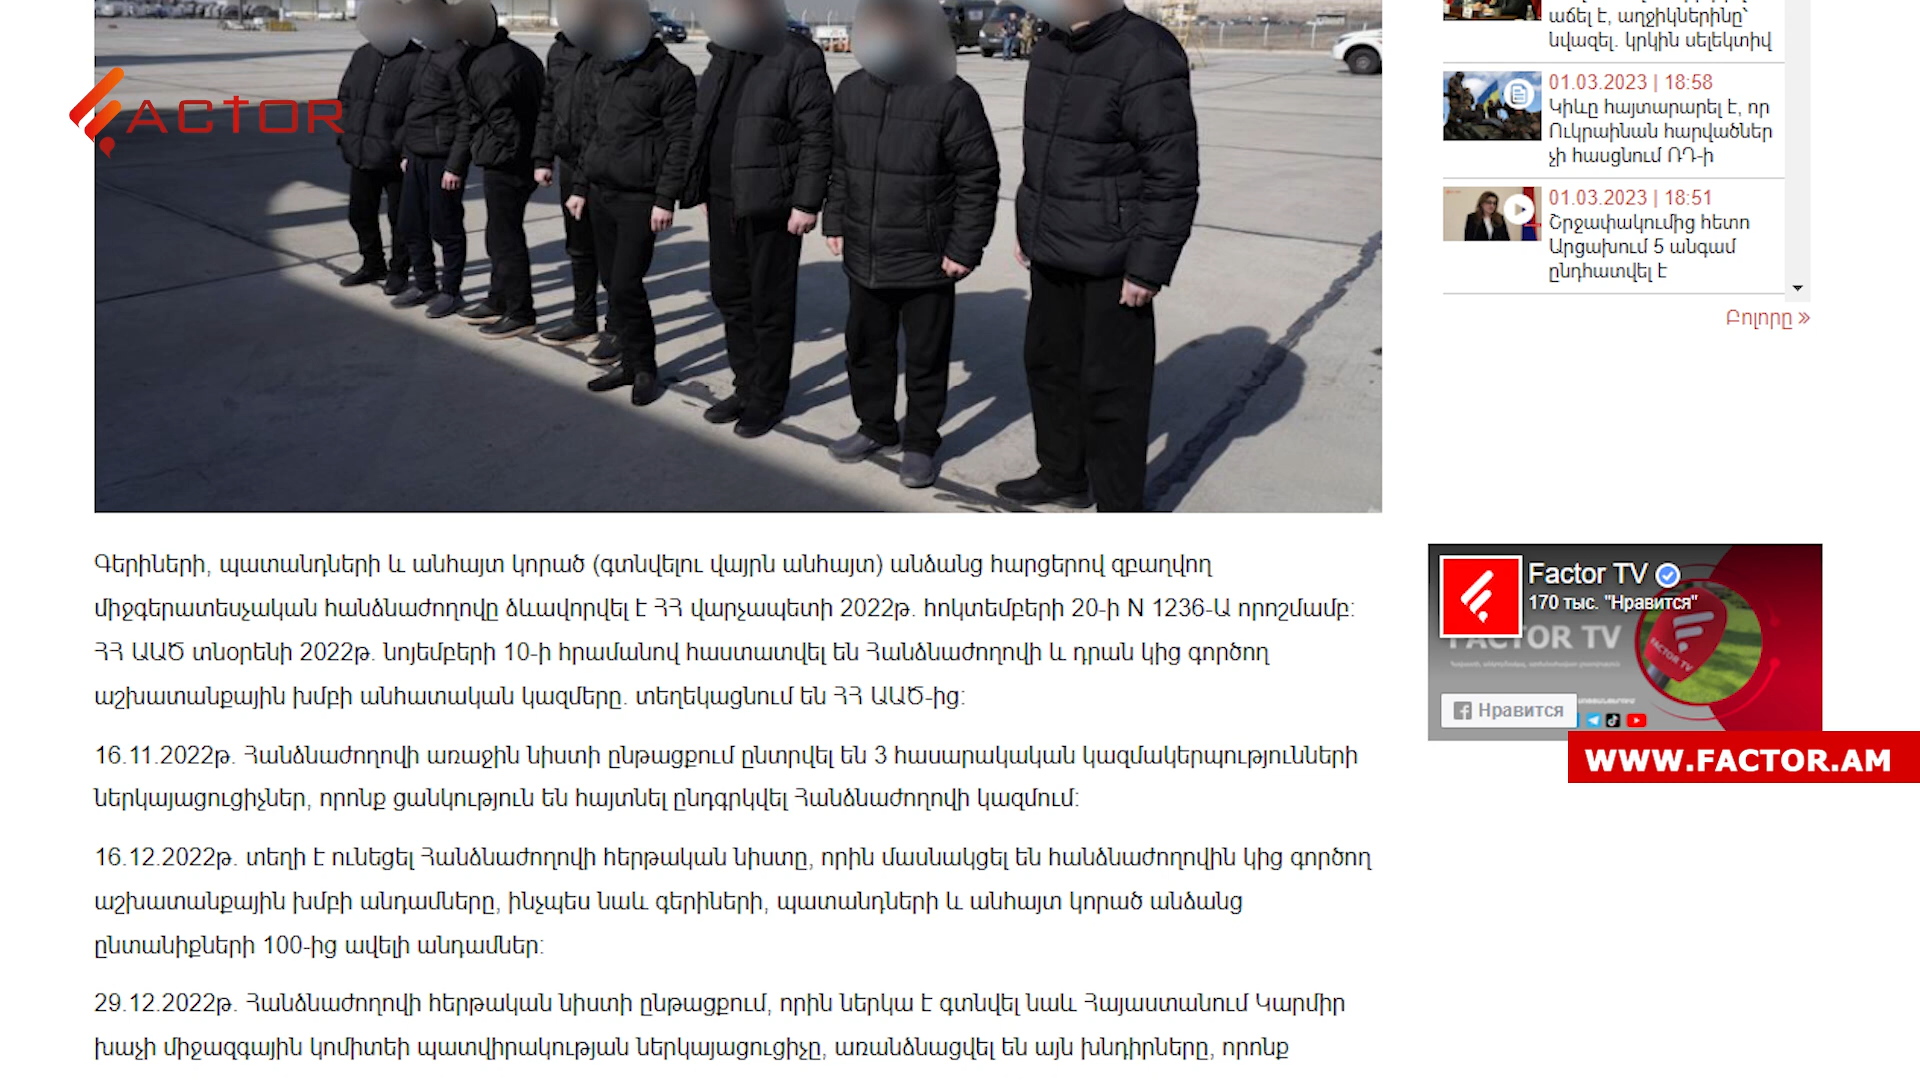 ACTOR
Գերիների, պատանդների և անհայտ կորած (գտնվելու վայրն անհայտ) անձանց հարցերով զբաղվող
միջգերատեսչական հանձնաժողովը ձևավորվել է ՀՀ վարչապետի 2022թ. հոկտեմբերի 20-ի N 1236-Ա որոշմամբ:
ՀՀ ԱԱԾ տնօրենի 2022թ. նոյեմբերի 10-ի հրամանով հաստատվել են Հանձնաժողովի և դրան կից գործող
աշխատանքային խմբի անհատական կազմերը. տեղեկացնում են ՀՀ ԱԱԾ-ից:
16.11.2022թ. Հանձնաժողովի առաջին նիստի ընթացքում ընտրվել են 3 հասարակական կազմակերպությունների
ներկայացուցիչներ, որոնք ցանկություն են հայտնել ընդգրկվել Հանձնաժողովի կազմում:
16.12.2022թ. տեղի է ունեցել Հանձնաժողովի հերթական նիստը, որին մասնակցել են հանձնաժողովին կից գործող
աշխատանքային խմբի անդամները, ինչպես նաև գերիների, պատանդների և անհայտ կորած անձանց
ընտանիքների 100-ից ավելի անդամներ:
29.12.2022թ. Հանձնաժողովի հերթական նիստի ընթացքում, որին ներկա է գտնվել նաև Հայաստանում Կարմիր
խաչի միջազգային կոմիտեի պատվիրակության ներկայացուցիչը, առանձնացվել են այն խնդիրները, որոնք
աճել է, աղջիկներինը՝
նվազել. կրկին սելեկտիվ
01.03.2023 | 18:58
Կիևը հայտարարել է, որ
Ուկրաինան հարվածներ
չի հասցնում ՌԴ-ի
01.03.2023 | 18:51
Շրջափակումից հետո
Արցախում 5 անգամ
ընդհատվել է
Բոլորը »
Factor TV
170 тыс. "Нравится"
FACTOR TV
FACTOR TV
Нравится
WWW.FACTOR.AM